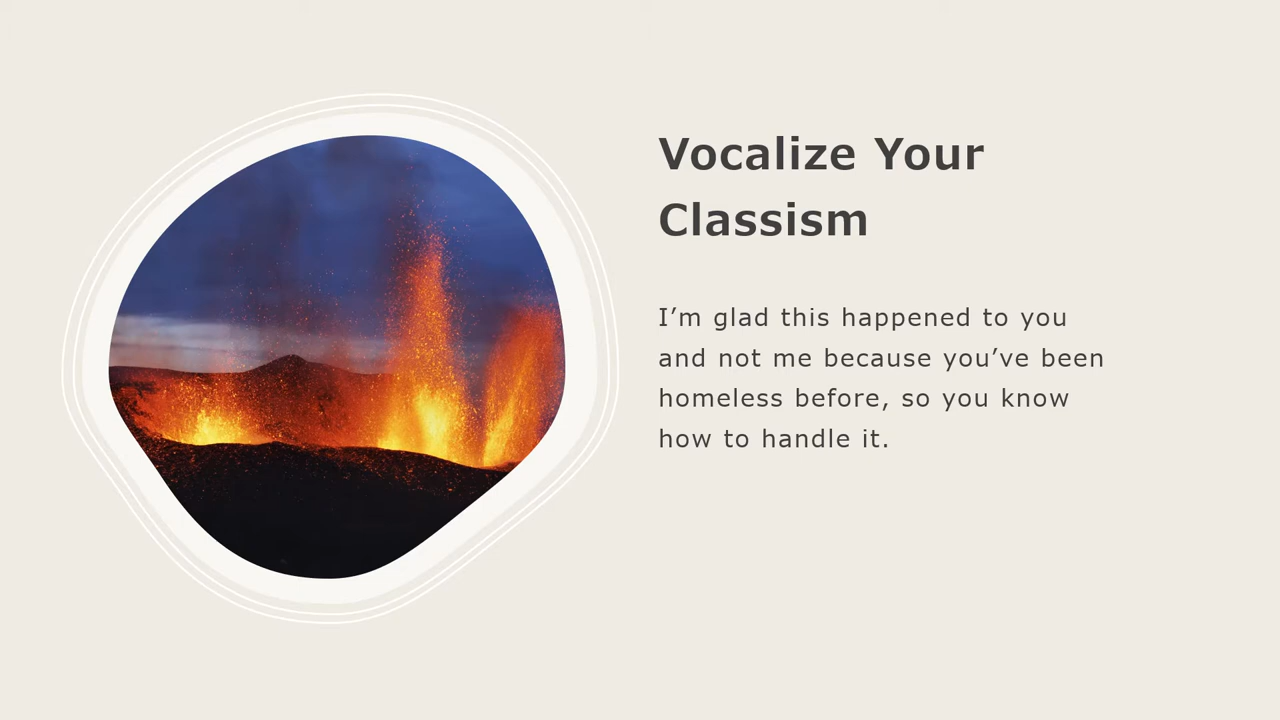 Vocalize Your
Classism
I’m glad this happened to you
and not me because you’ve been
homeless before, so you know
how to handle it.